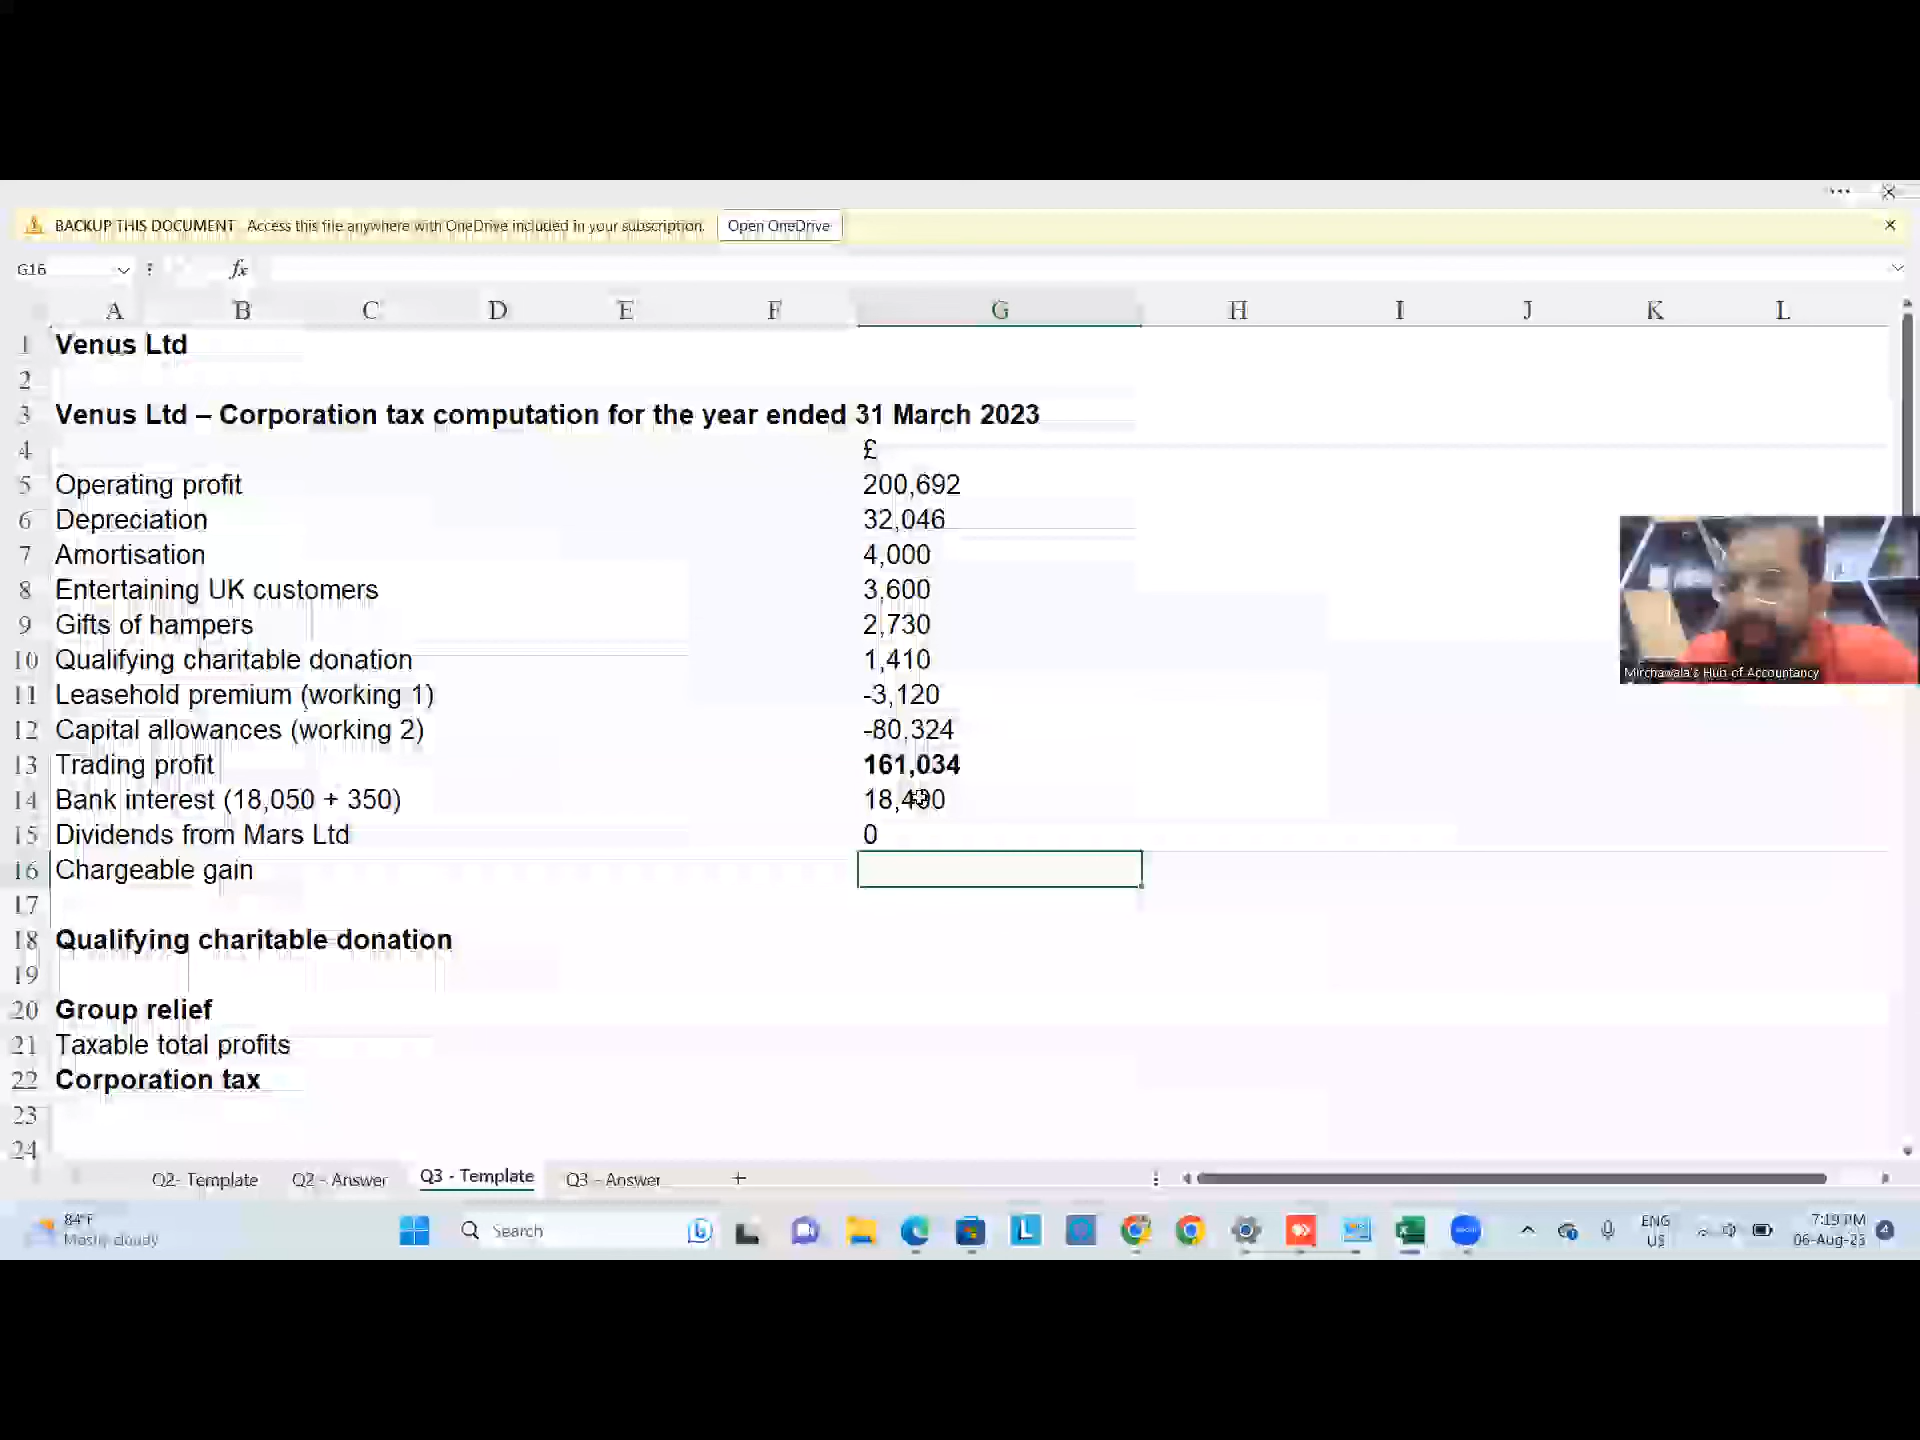 BACKUP THIS DOCUMENT Access this file anywhere with OneDrive included in your subscription. Open OneDrive
G16 fx
A B C D E F G H I J K L
1 Venus Ltd
2
3 Venus Ltd – Corporation tax computation for the year ended 31 March 2023
4 £
5 Operating profit 200,692
6 Depreciation 32,046
7 Amortisation 4,000
8 Entertaining UK customers 3,600
9 Gifts of hampers 2,730
10 Qualifying charitable donation 1,410
11 Leasehold premium (working 1) -3,120
12 Capital allowances (working 2) -80,324
13 Trading profit 161,034
14 Bank interest (18,050 + 350) 18,400
15 Dividends from Mars Ltd 0
16 Chargeable gain
17
18 Qualifying charitable donation
19
20 Group relief
21 Taxable total profits
22 Corporation tax
23
24
Mirchawala's Hub of Accountancy
Q2- Template Q2 - Answer Q3 - Template Q3 - Answer +
84°F
Mostly cloudy
Search
L
zoom
ENG
US
7:19 PM
06-Aug-23
4